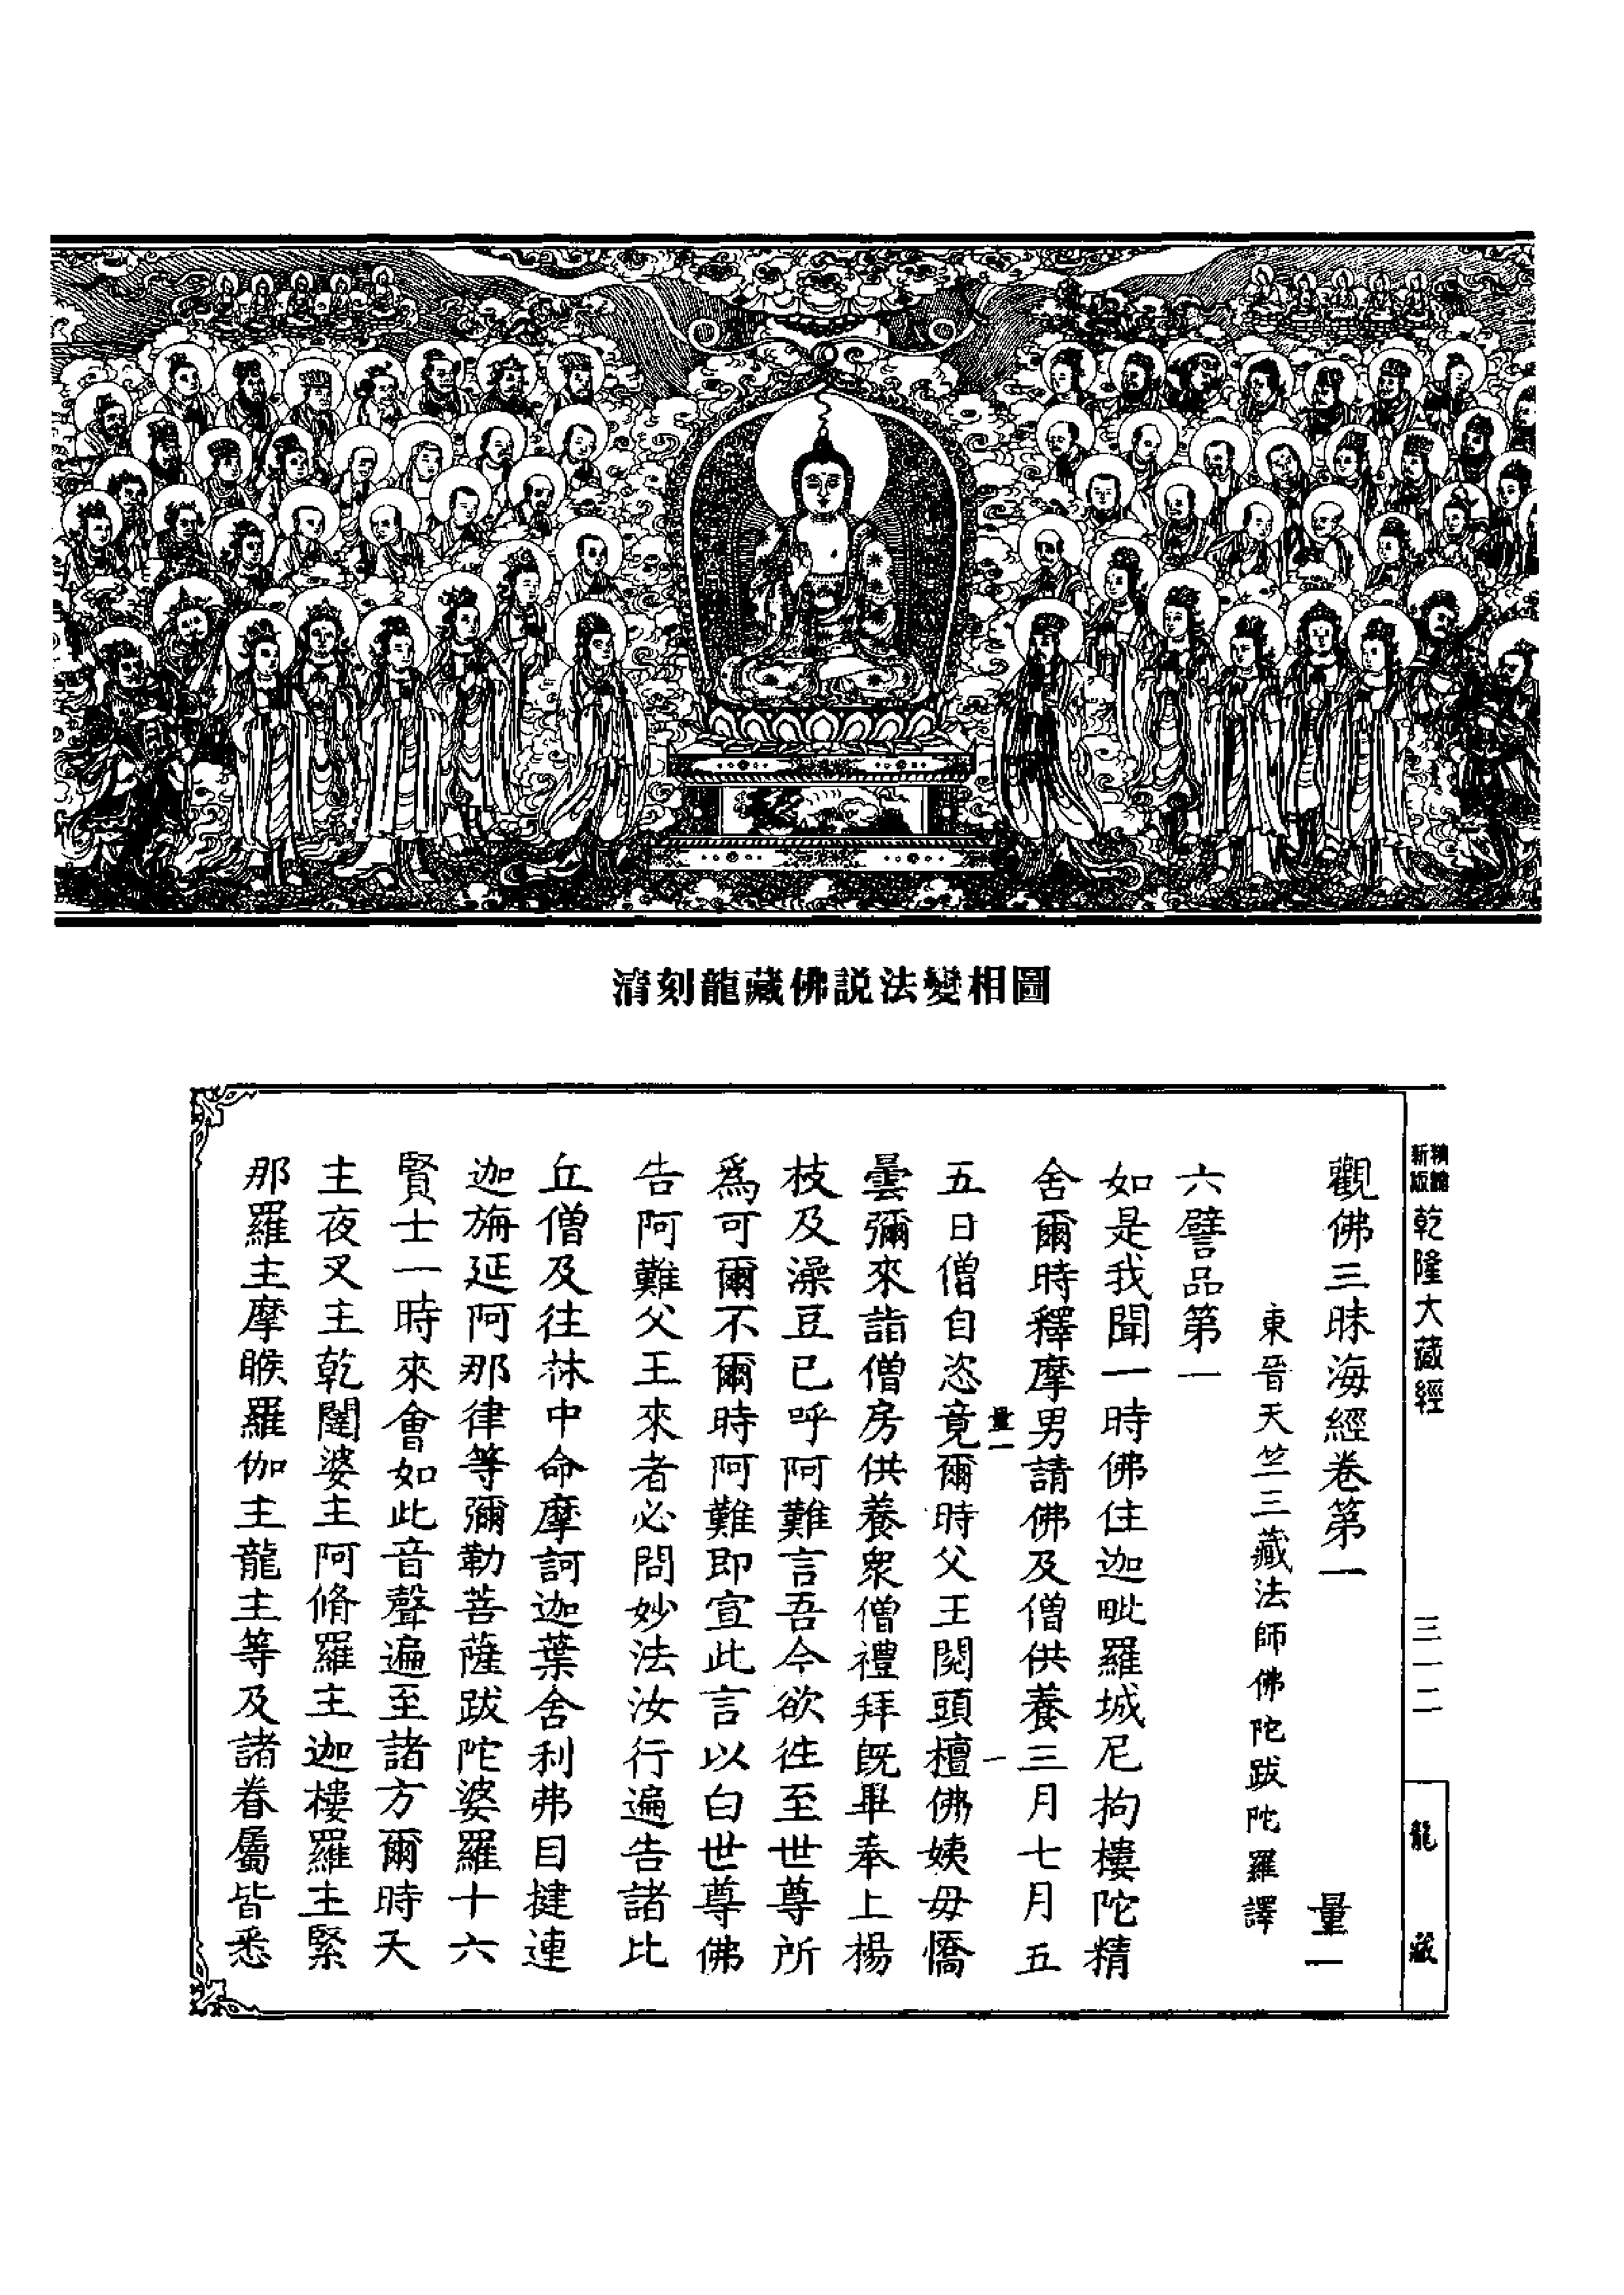 清刻龍藏佛説法變相圖
新版
精縮
乾隆大藏經
三一二
龍藏
觀佛三昧海經卷第一
量一
東晉天竺三藏法師佛陀跋陀羅譯
六譬品第一
如是我聞一時佛住迦毗羅城尼拘樓陀精
舍爾時釋摩男請佛及僧供養三月七月五
量一
一
五日僧自恣竟爾時父王閱頭檀佛姨毋憍
曇彌來詣僧房供養衆僧禮拜旣畢奉上楊
枝及澡豆已呼阿難言吾今欲往至世尊所
爲可爾不爾時阿難即宣此言以白世尊佛
告阿難父王來者必問妙法汝行遍告諸比
丘僧及往林中命摩訶迦葉舍利弗目揵連
迦旃延阿那律等彌勒菩薩跋陀婆羅十六
賢士一時來會如此音聲遍至諸方爾時天
主夜叉主乾闥婆主阿脩羅主迦樓羅主緊
那羅主摩睺羅伽主龍主等及諸眷屬皆悉